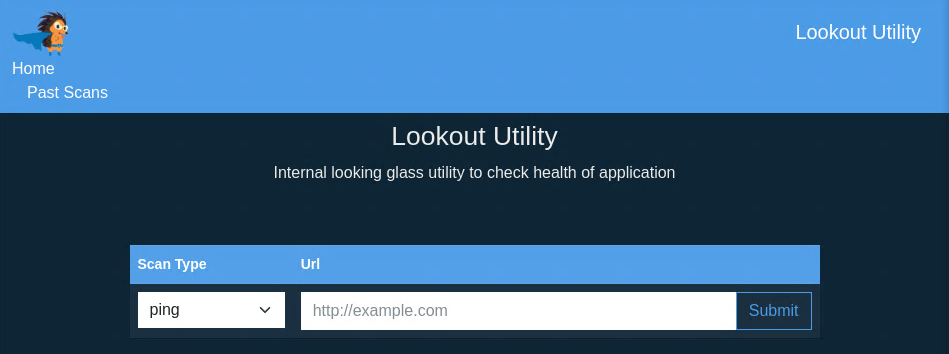 Lookout Utility
Home
Past Scans
Lookout Utility
Internal looking glass utility to check health of application
Scan Type Url
ping http://example.com Submit